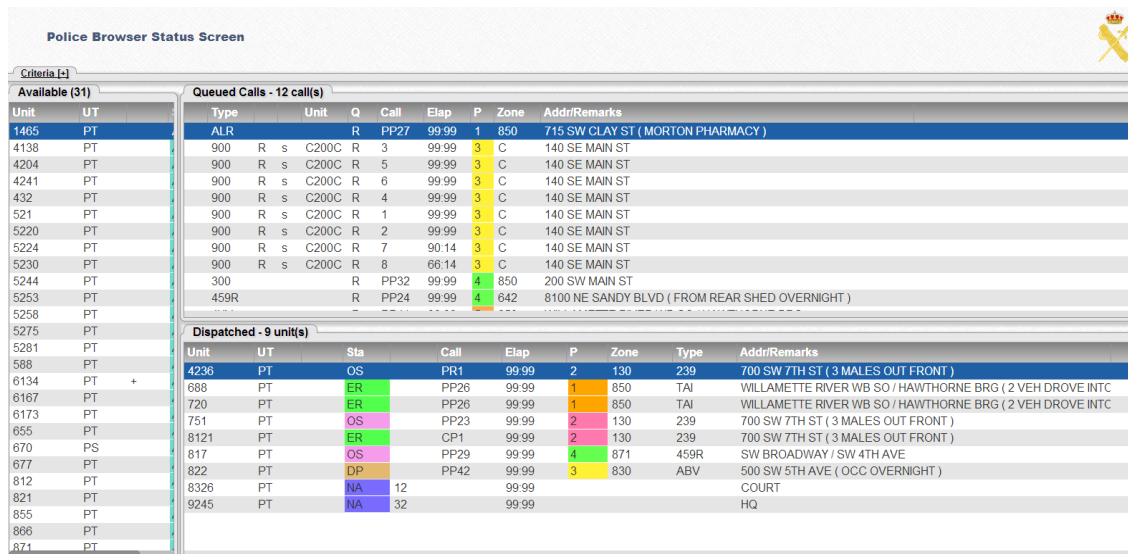 Police Browser Status Screen
Criteria [+]
Available (31)
Unit UT
1465 PT
4138 PT
4204 PT
4241 PT
432 PT
521 PT
5220 PT
5224 PT
5230 PT
5244 PT
5253 PT
5258 PT
5275 PT
5281 PT
588 PT
6134 PT +
6167 PT
6173 PT
655 PT
670 PS
677 PT
812 PT
821 PT
855 PT
866 PT
871 PT
Queued Calls - 12 call(s)
Type Unit Q Call Elap P Zone Addr/Remarks
ALR R PP27 99:99 1 850 715 SW CLAY ST ( MORTON PHARMACY )
900 R s C200C R 3 99:99 3 C 140 SE MAIN ST
900 R s C200C R 5 99:99 3 C 140 SE MAIN ST
900 R s C200C R 6 99:99 3 C 140 SE MAIN ST
900 R s C200C R 4 99:99 3 C 140 SE MAIN ST
900 R s C200C R 1 99:99 3 C 140 SE MAIN ST
900 R s C200C R 2 99:99 3 C 140 SE MAIN ST
900 R s C200C R 7 90:14 3 C 140 SE MAIN ST
900 R s C200C R 8 66:14 3 C 140 SE MAIN ST
300 R PP32 99:99 4 850 200 SW MAIN ST
459R R PP24 99:99 4 642 8100 NE SANDY BLVD ( FROM REAR SHED OVERNIGHT )
Dispatched - 9 unit(s)
Unit UT Sta Call Elap P Zone Type Addr/Remarks
4236 PT OS PR1 99:99 2 130 239 700 SW 7TH ST ( 3 MALES OUT FRONT )
688 PT ER PP26 99:99 1 850 TAI WILLAMETTE RIVER WB SO / HAWTHORNE BRG ( 2 VEH DROVE INTO
720 PT ER PP26 99:99 1 850 TAI WILLAMETTE RIVER WB SO / HAWTHORNE BRG ( 2 VEH DROVE INTO
751 PT OS PP23 99:99 2 130 239 700 SW 7TH ST ( 3 MALES OUT FRONT )
8121 PT ER CP1 99:99 2 130 239 700 SW 7TH ST ( 3 MALES OUT FRONT )
817 PT OS PP29 99:99 4 871 459R SW BROADWAY / SW 4TH AVE
822 PT DP PP42 99:99 3 830 ABV 500 SW 5TH AVE ( OCC OVERNIGHT )
8326 PT NA 12 99:99 COURT
9245 PT NA 32 99:99 HQ